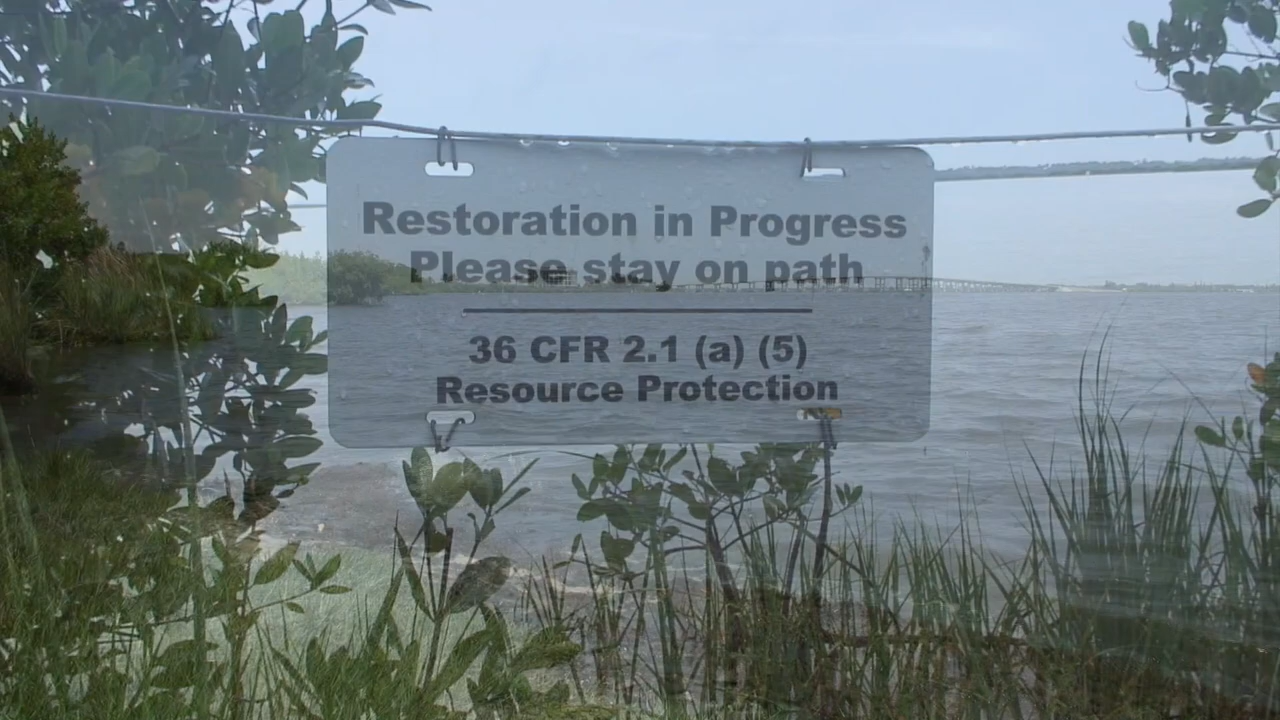 Restoration in Progress
Please stay on path
36 CFR 2.1 (a) (5)
Resource Protection